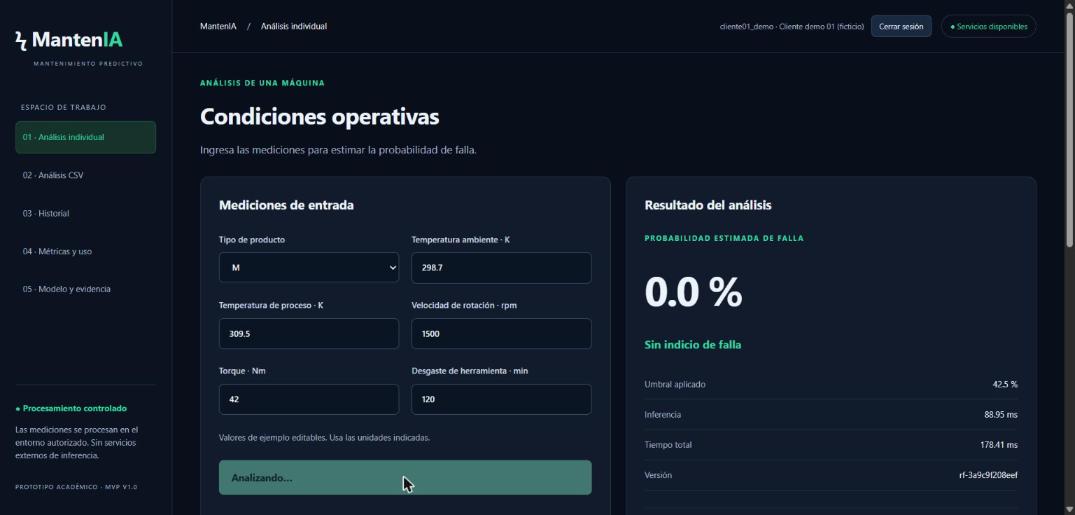 MantenIA
MANTENIMIENTO PREDICTIVO
ESPACIO DE TRABAJO
01 · Análisis individual
02 · Análisis CSV
03 · Historial
04 · Métricas y uso
05 · Modelo y evidencia
● Procesamiento controlado
Las mediciones se procesan en el
entorno autorizado. Sin servicios
externos de inferencia.
PROTOTIPO ACADÉMICO · MVP V1.0
MantenIA / Análisis individual
cliente01_demo · Cliente demo 01 (ficticio)
Cerrar sesión
● Servicios disponibles
ANÁLISIS DE UNA MÁQUINA
Condiciones operativas
Ingresa las mediciones para estimar la probabilidad de falla.
Mediciones de entrada
Tipo de producto
M
Temperatura ambiente · K
298.7
Temperatura de proceso · K
309.5
Velocidad de rotación · rpm
1500
Torque · Nm
42
Desgaste de herramienta · min
120
Valores de ejemplo editables. Usa las unidades indicadas.
Analizando...
Resultado del análisis
PROBABILIDAD ESTIMADA DE FALLA
0.0 %
Sin indicio de falla
Umbral aplicado 42.5 %
Inferencia 88.95 ms
Tiempo total 178.41 ms
Versión rf-3a9c9f208eef